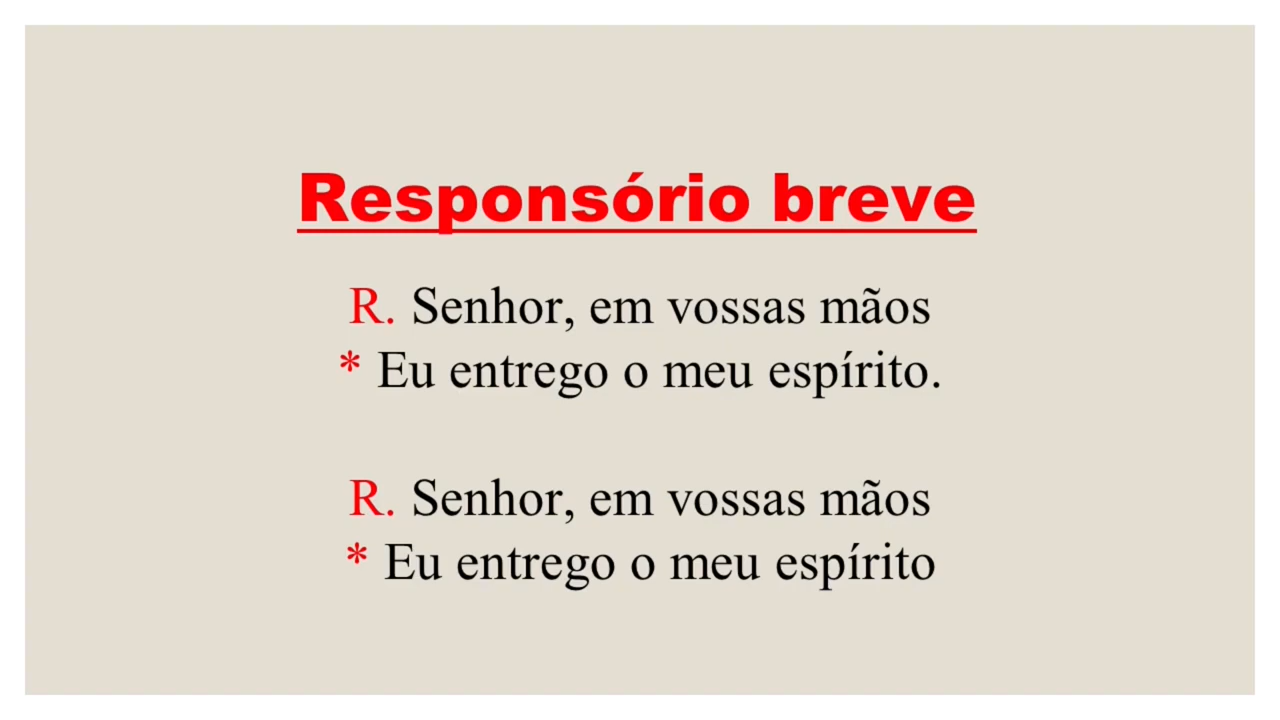 Responsório breve
R. Senhor, em vossas mãos
* Eu entrego o meu espírito.
R. Senhor, em vossas mãos
* Eu entrego o meu espírito